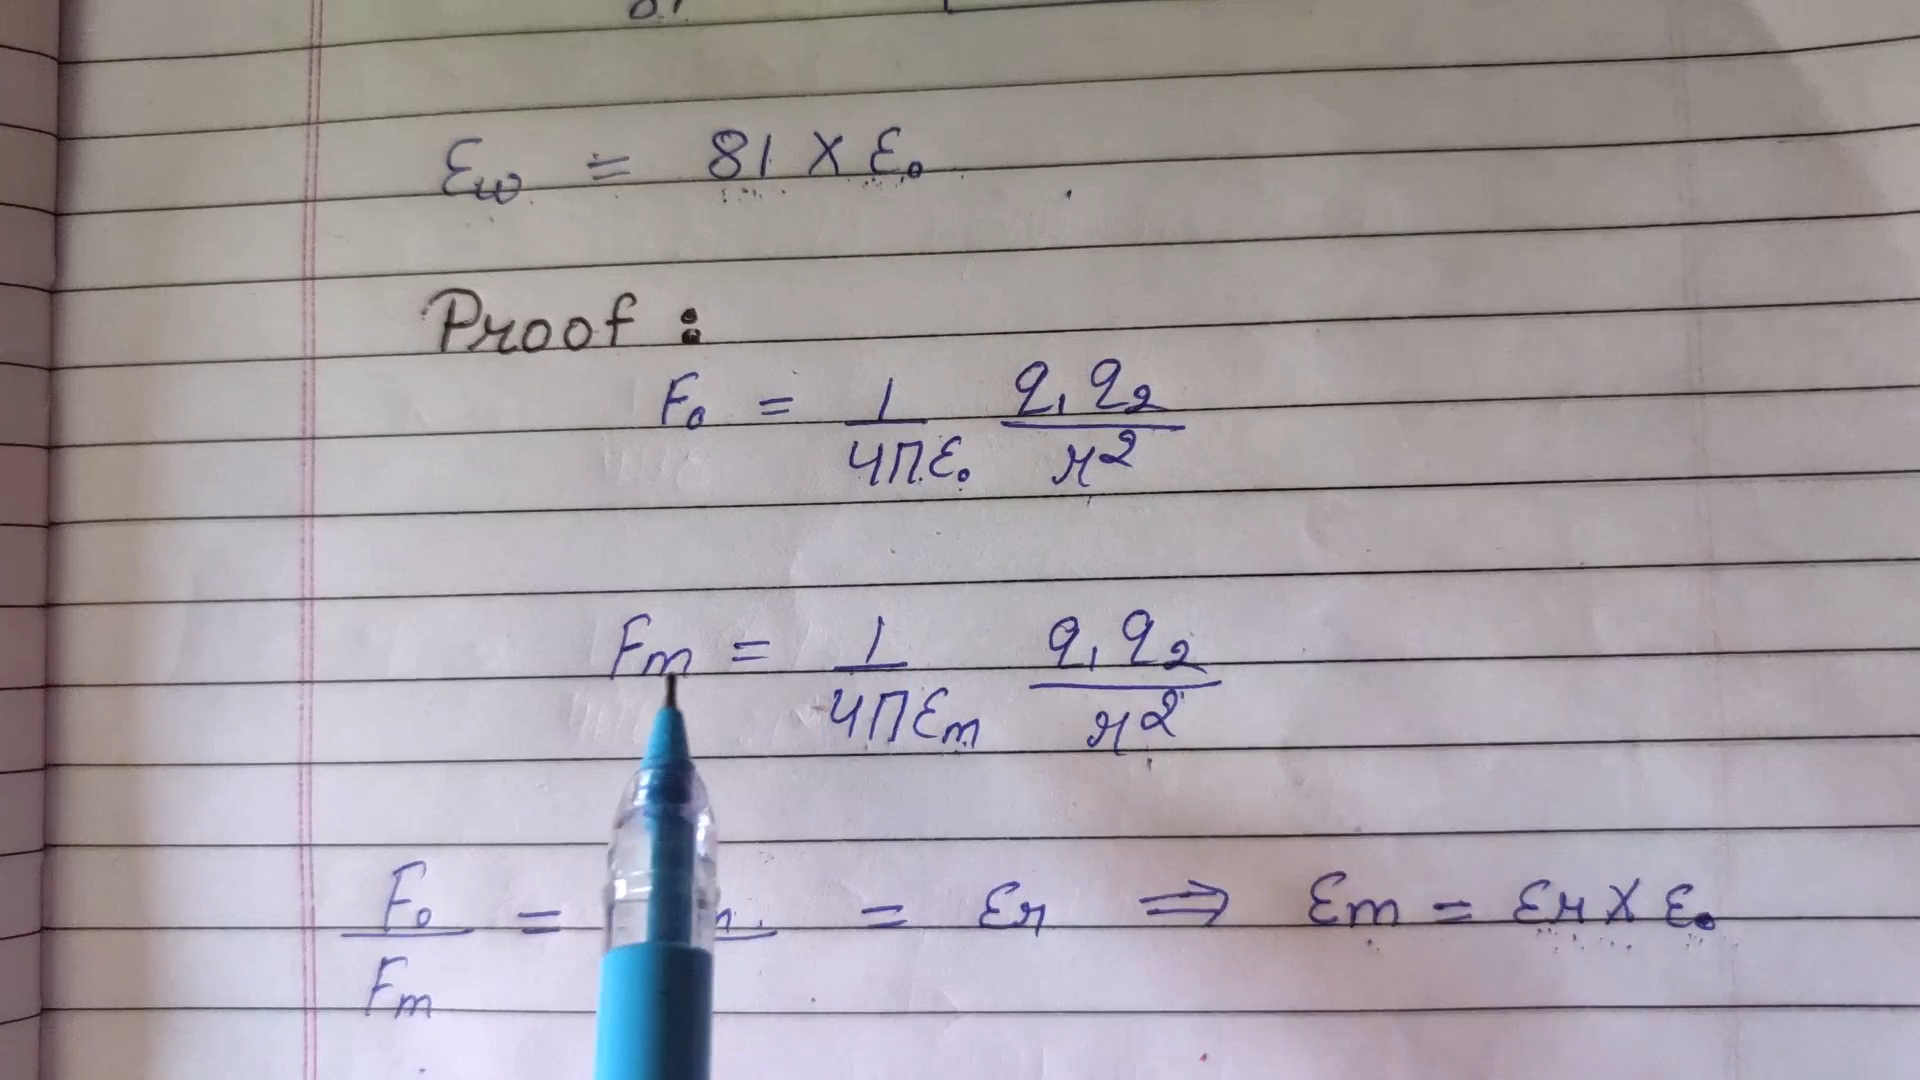 εw = 81 × ε₀
Proof :
F₀ = 1/4πε₀ q₁q₂/r²
Fm = 1/4πεm q₁q₂/r²
F₀/Fm = = εr ⇒ εm = εr × ε₀